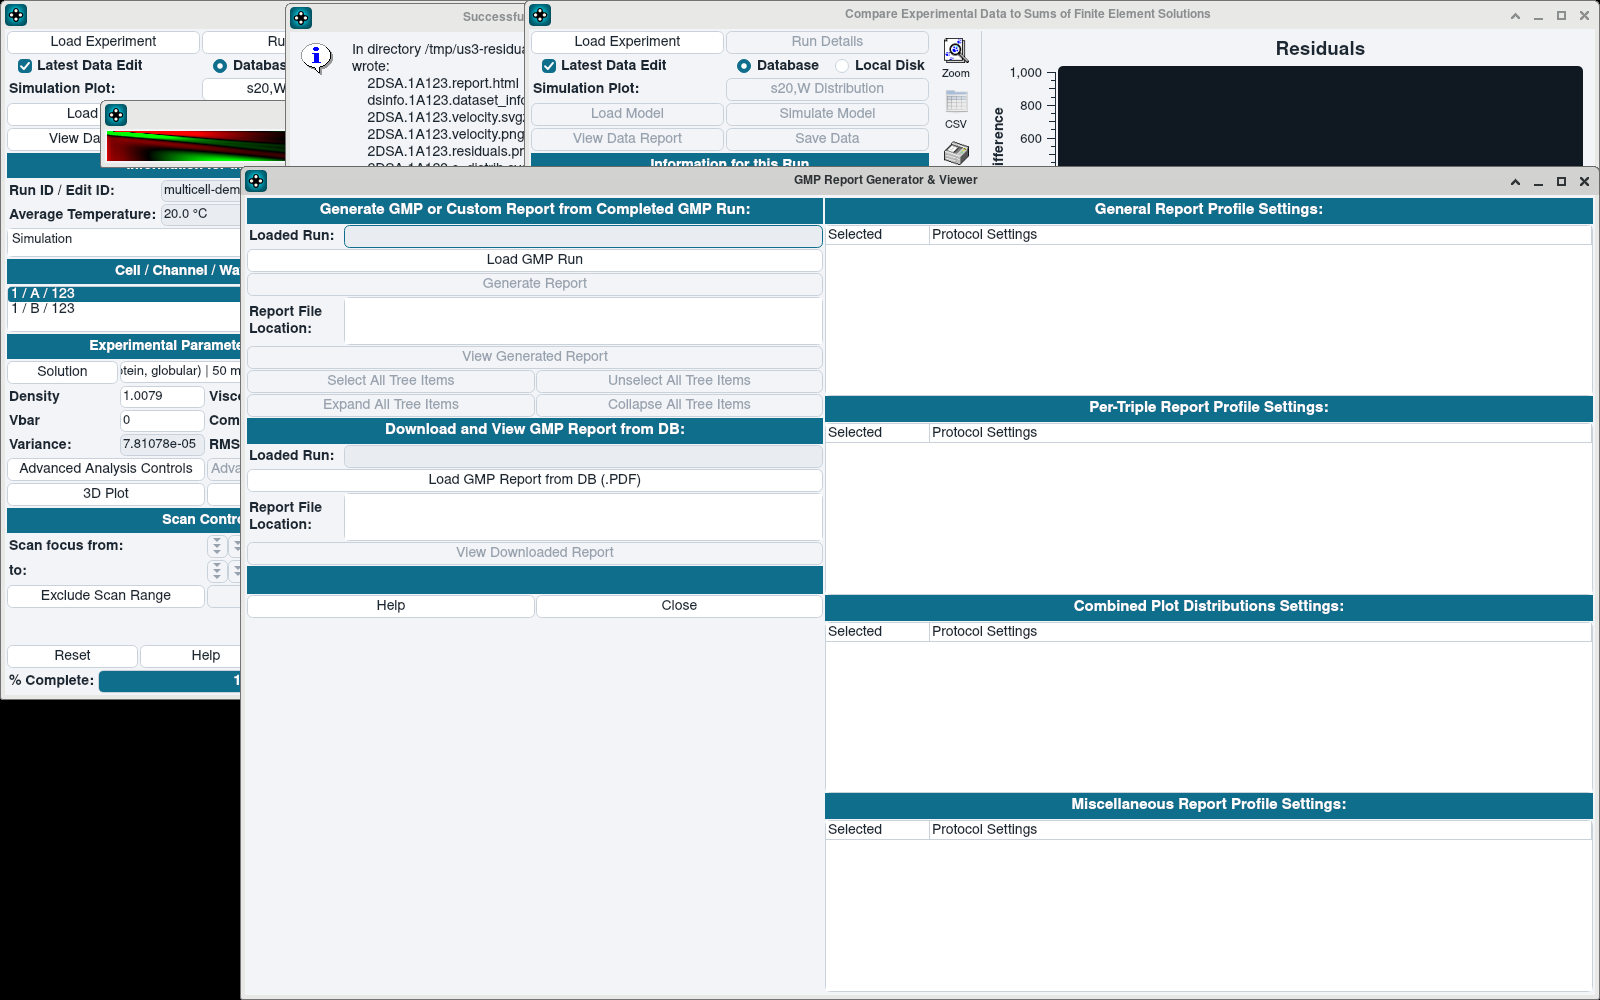 Successfu
Compare Experimental Data to Sums of Finite Element Solutions
Load Experiment
Ru
Latest Data Edit
Databas
Simulation Plot:
s20,W
Load
View Da
In directory /tmp/us3-residua
wrote:
2DSA.1A123.report.html
dsinfo.1A123.dataset_info
2DSA.1A123.velocity.svgz
2DSA.1A123.velocity.png
2DSA.1A123.residuals.pn
Load Experiment
Run Details
Latest Data Edit
Database
Local Disk
Simulation Plot:
s20,W Distribution
Load Model
Simulate Model
View Data Report
Save Data
Information for this Run
Zoom
CSV
Residuals
1,000
800
600
ifference
Run ID / Edit ID:
multicell-dem
Average Temperature:
20.0 °C
Simulation
Cell / Channel / Wa
1 / A / 123
1 / B / 123
Experimental Paramete
Solution
otein, globular) | 50 m
Density
1.0079
Visc
Vbar
0
Com
Variance:
7.81078e-05
RMS
Advanced Analysis Controls
Adva
3D Plot
Scan Contro
Scan focus from:
to:
Exclude Scan Range
Reset
Help
% Complete:
1
GMP Report Generator & Viewer
Generate GMP or Custom Report from Completed GMP Run:
Loaded Run:
Load GMP Run
Generate Report
Report File
Location:
View Generated Report
Select All Tree Items
Unselect All Tree Items
Expand All Tree Items
Collapse All Tree Items
Download and View GMP Report from DB:
Loaded Run:
Load GMP Report from DB (.PDF)
Report File
Location:
View Downloaded Report
Help
Close
General Report Profile Settings:
Selected
Protocol Settings
Per-Triple Report Profile Settings:
Selected
Protocol Settings
Combined Plot Distributions Settings:
Selected
Protocol Settings
Miscellaneous Report Profile Settings:
Selected
Protocol Settings